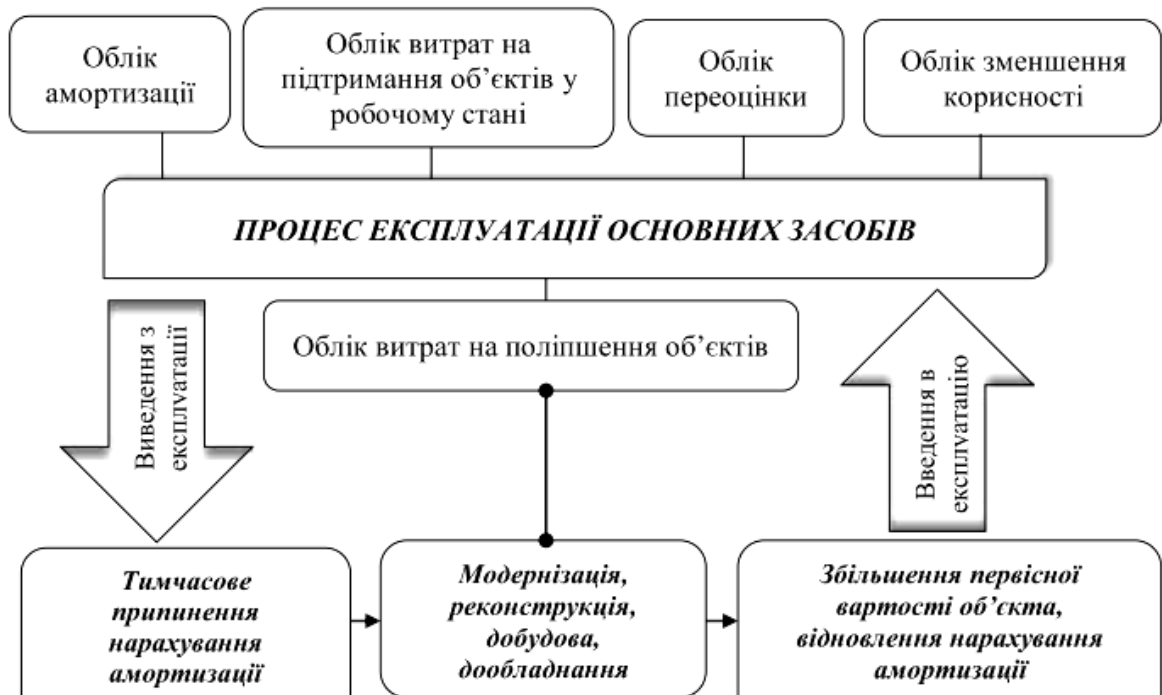 Облік
амортизації
Облік витрат на
підтримання об’єктів у
робочому стані
Облік
переоцінки
Облік зменшення
корисності
ПРОЦЕС ЕКСПЛУАТАЦІЇ ОСНОВНИХ ЗАСОБІВ
Виведення з
експлуатації
Облік витрат на поліпшення об’єктів
Введення в
експлуатацію
Тимчасове
припинення
нарахування
амортизації
Модернізація,
реконструкція,
добудова,
дообладнання
Збільшення первісної
вартості об’єкта,
відновлення нарахування
амортизації